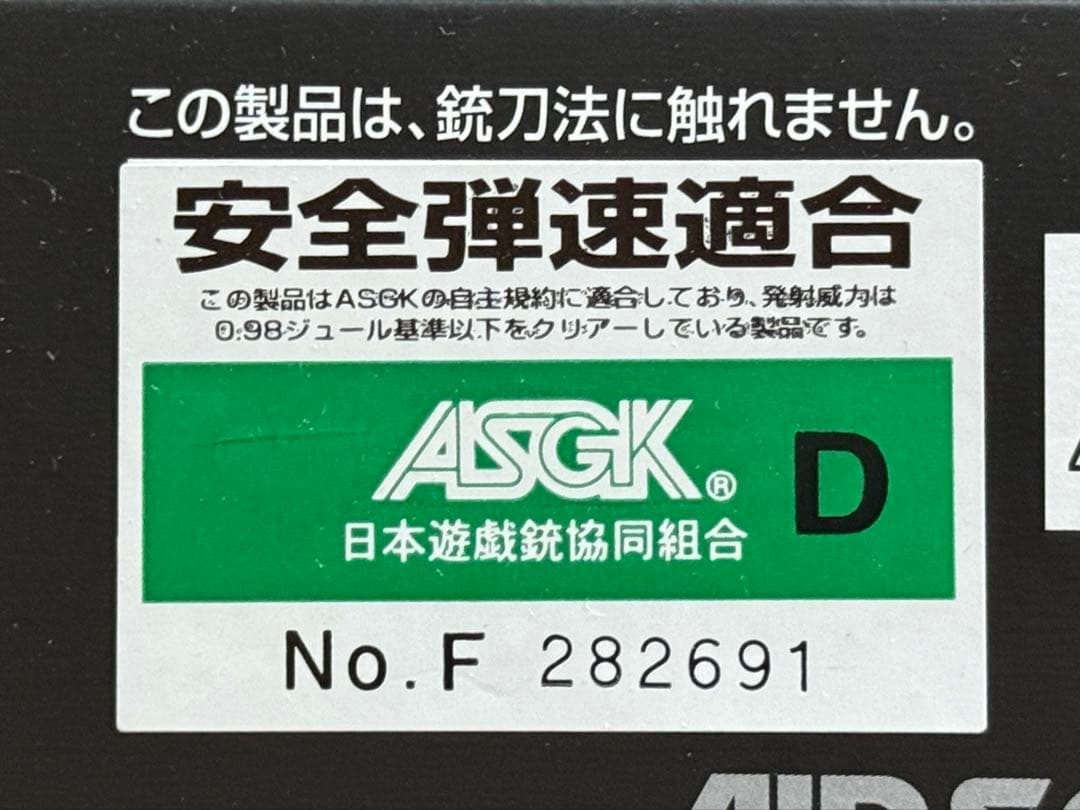 この製品は、銃刀法に触れません。
安全弾速適合
この製品はASGKの自主規約に適合しており、発射威力は
0.98ジュール基準以下をクリアーしている製品です。
ASGK®
D
日本遊戯銃協同組合
No.F 282691